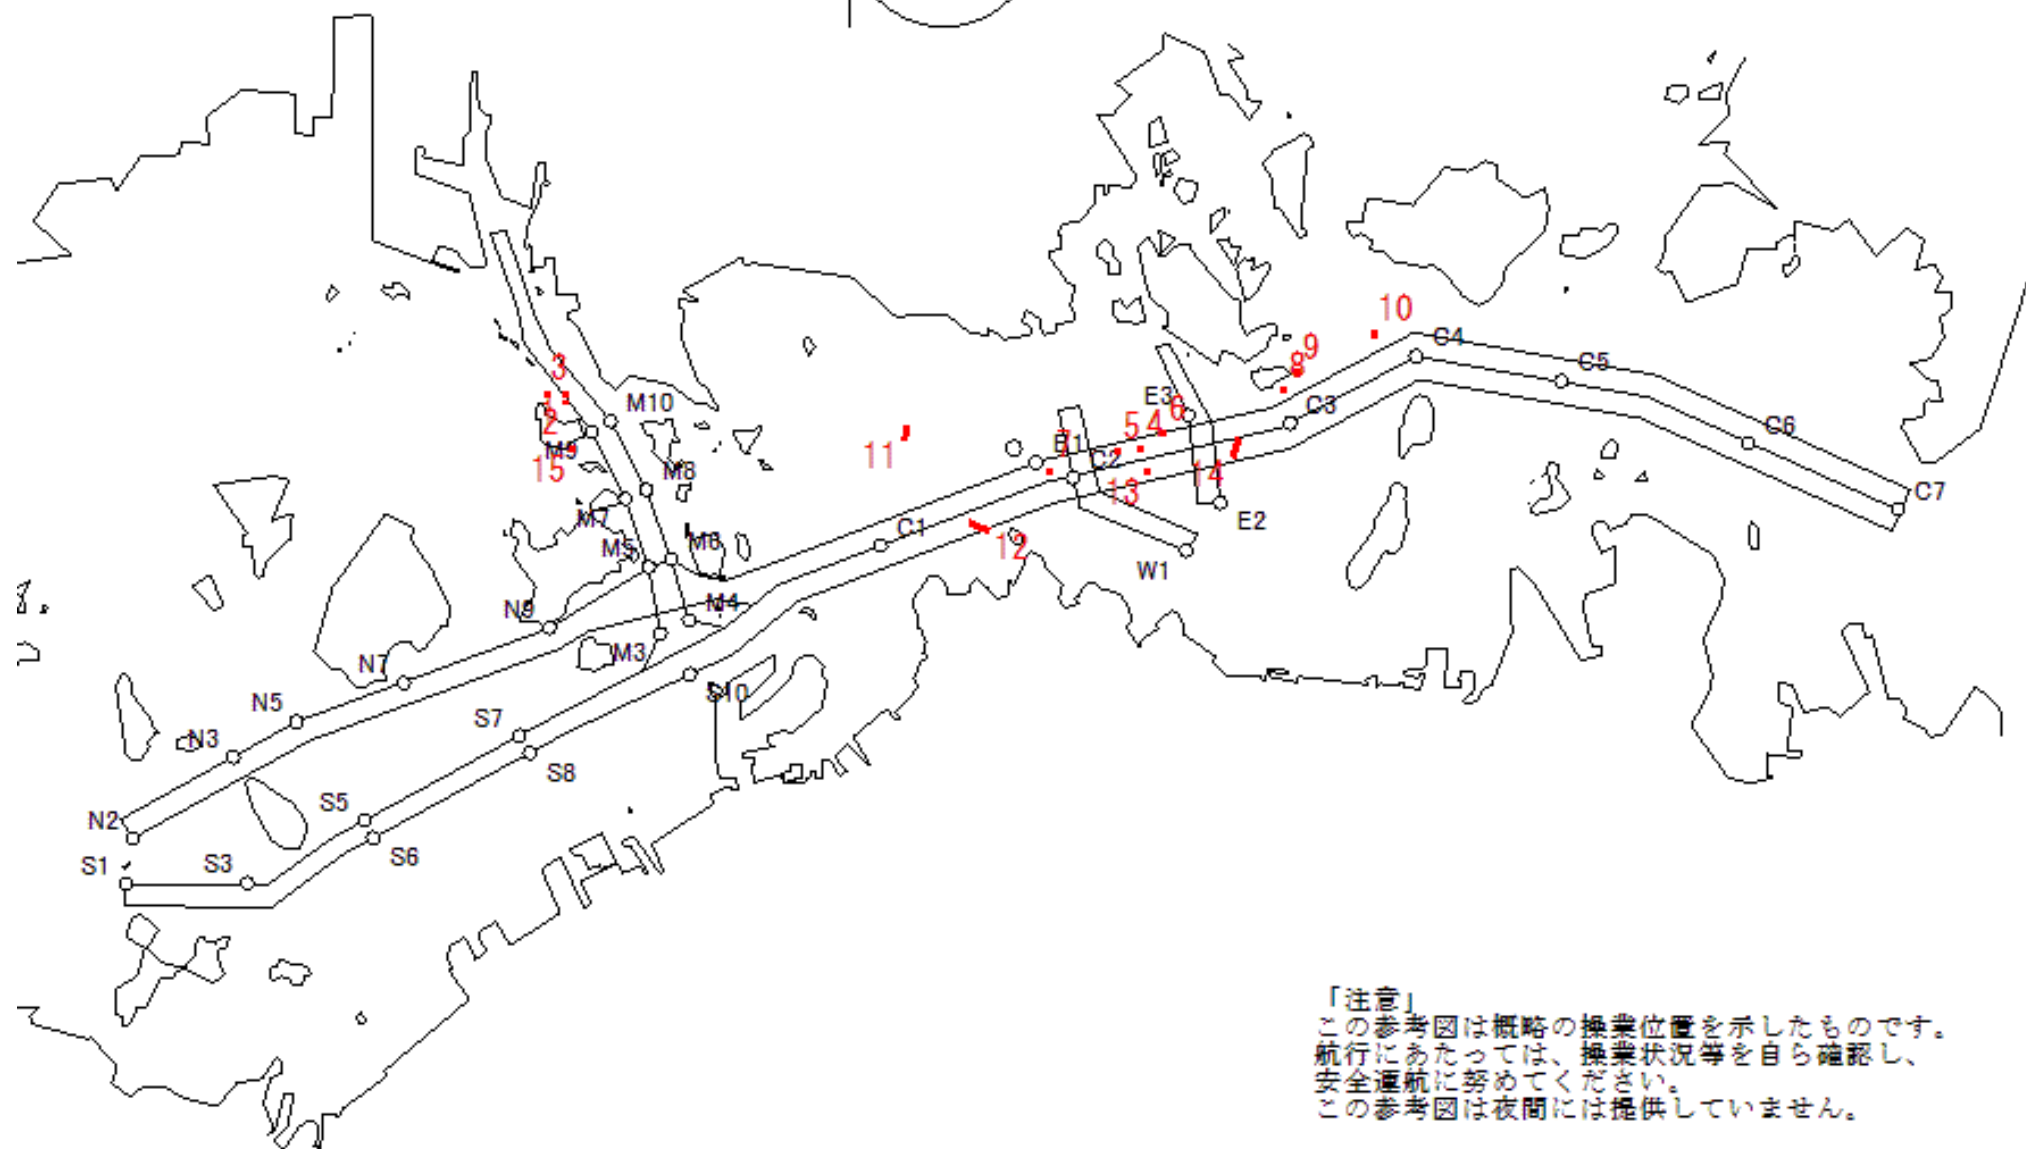 10
C4
9
8
C5
3
E3
6
M10
2
M9
15
11
7
B1
5
4
C3
C6
C2
M8
13
14
C7
M7
E2
C1
M5
M6
12
W1
N9
M4
M3
N7
S10
N5
S7
N3
S8
S5
N2
S6
S1
S3
「注意」
この参考図は概略の操業位置を示したものです。
航行にあたっては、操業状況等を自ら確認し、
安全運航に努めてください。
この参考図は夜間には提供していません。